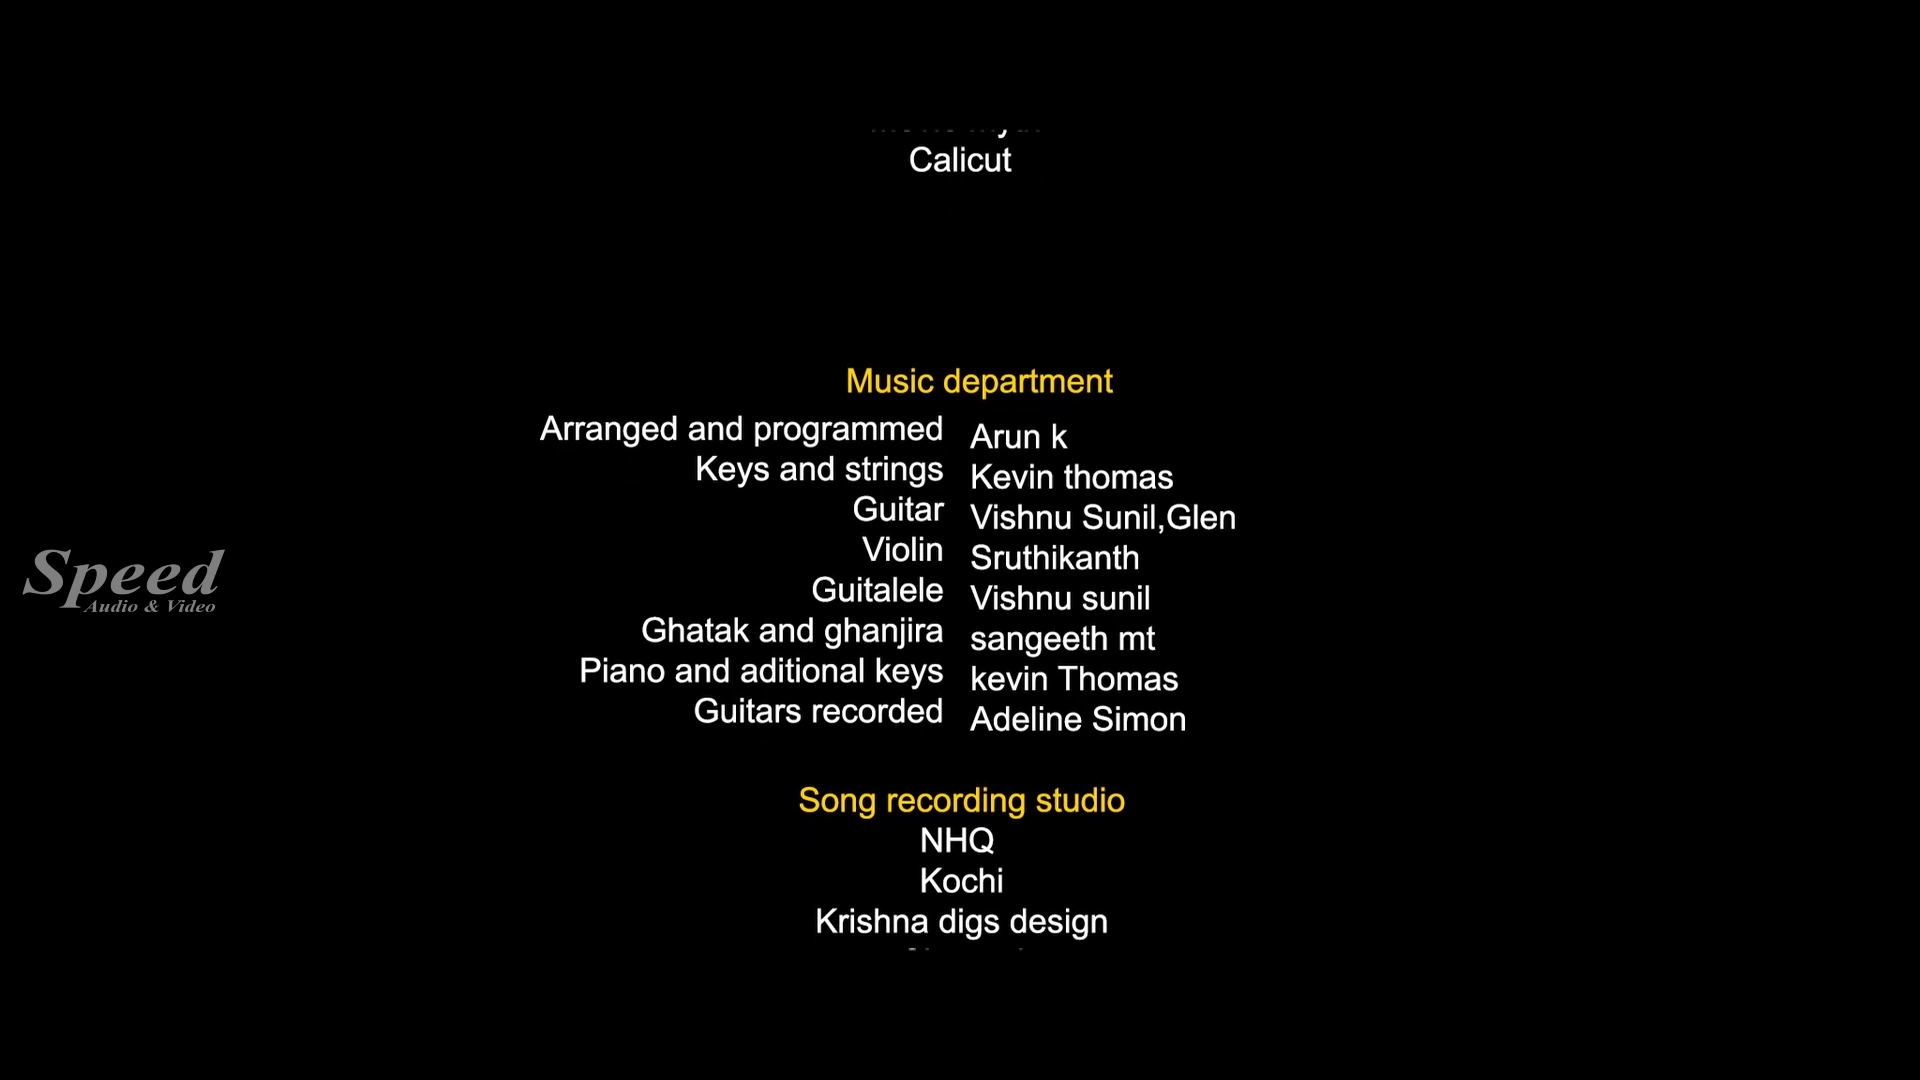 Calicut
Music department
Arranged and programmed Arun k
Keys and strings Kevin thomas
Guitar Vishnu Sunil,Glen
Violin Sruthikanth
Guitalele Vishnu sunil
Ghatak and ghanjira sangeeth mt
Piano and aditional keys kevin Thomas
Guitars recorded Adeline Simon
Speed
Audio & Video
Song recording studio
NHQ
Kochi
Krishna digs design